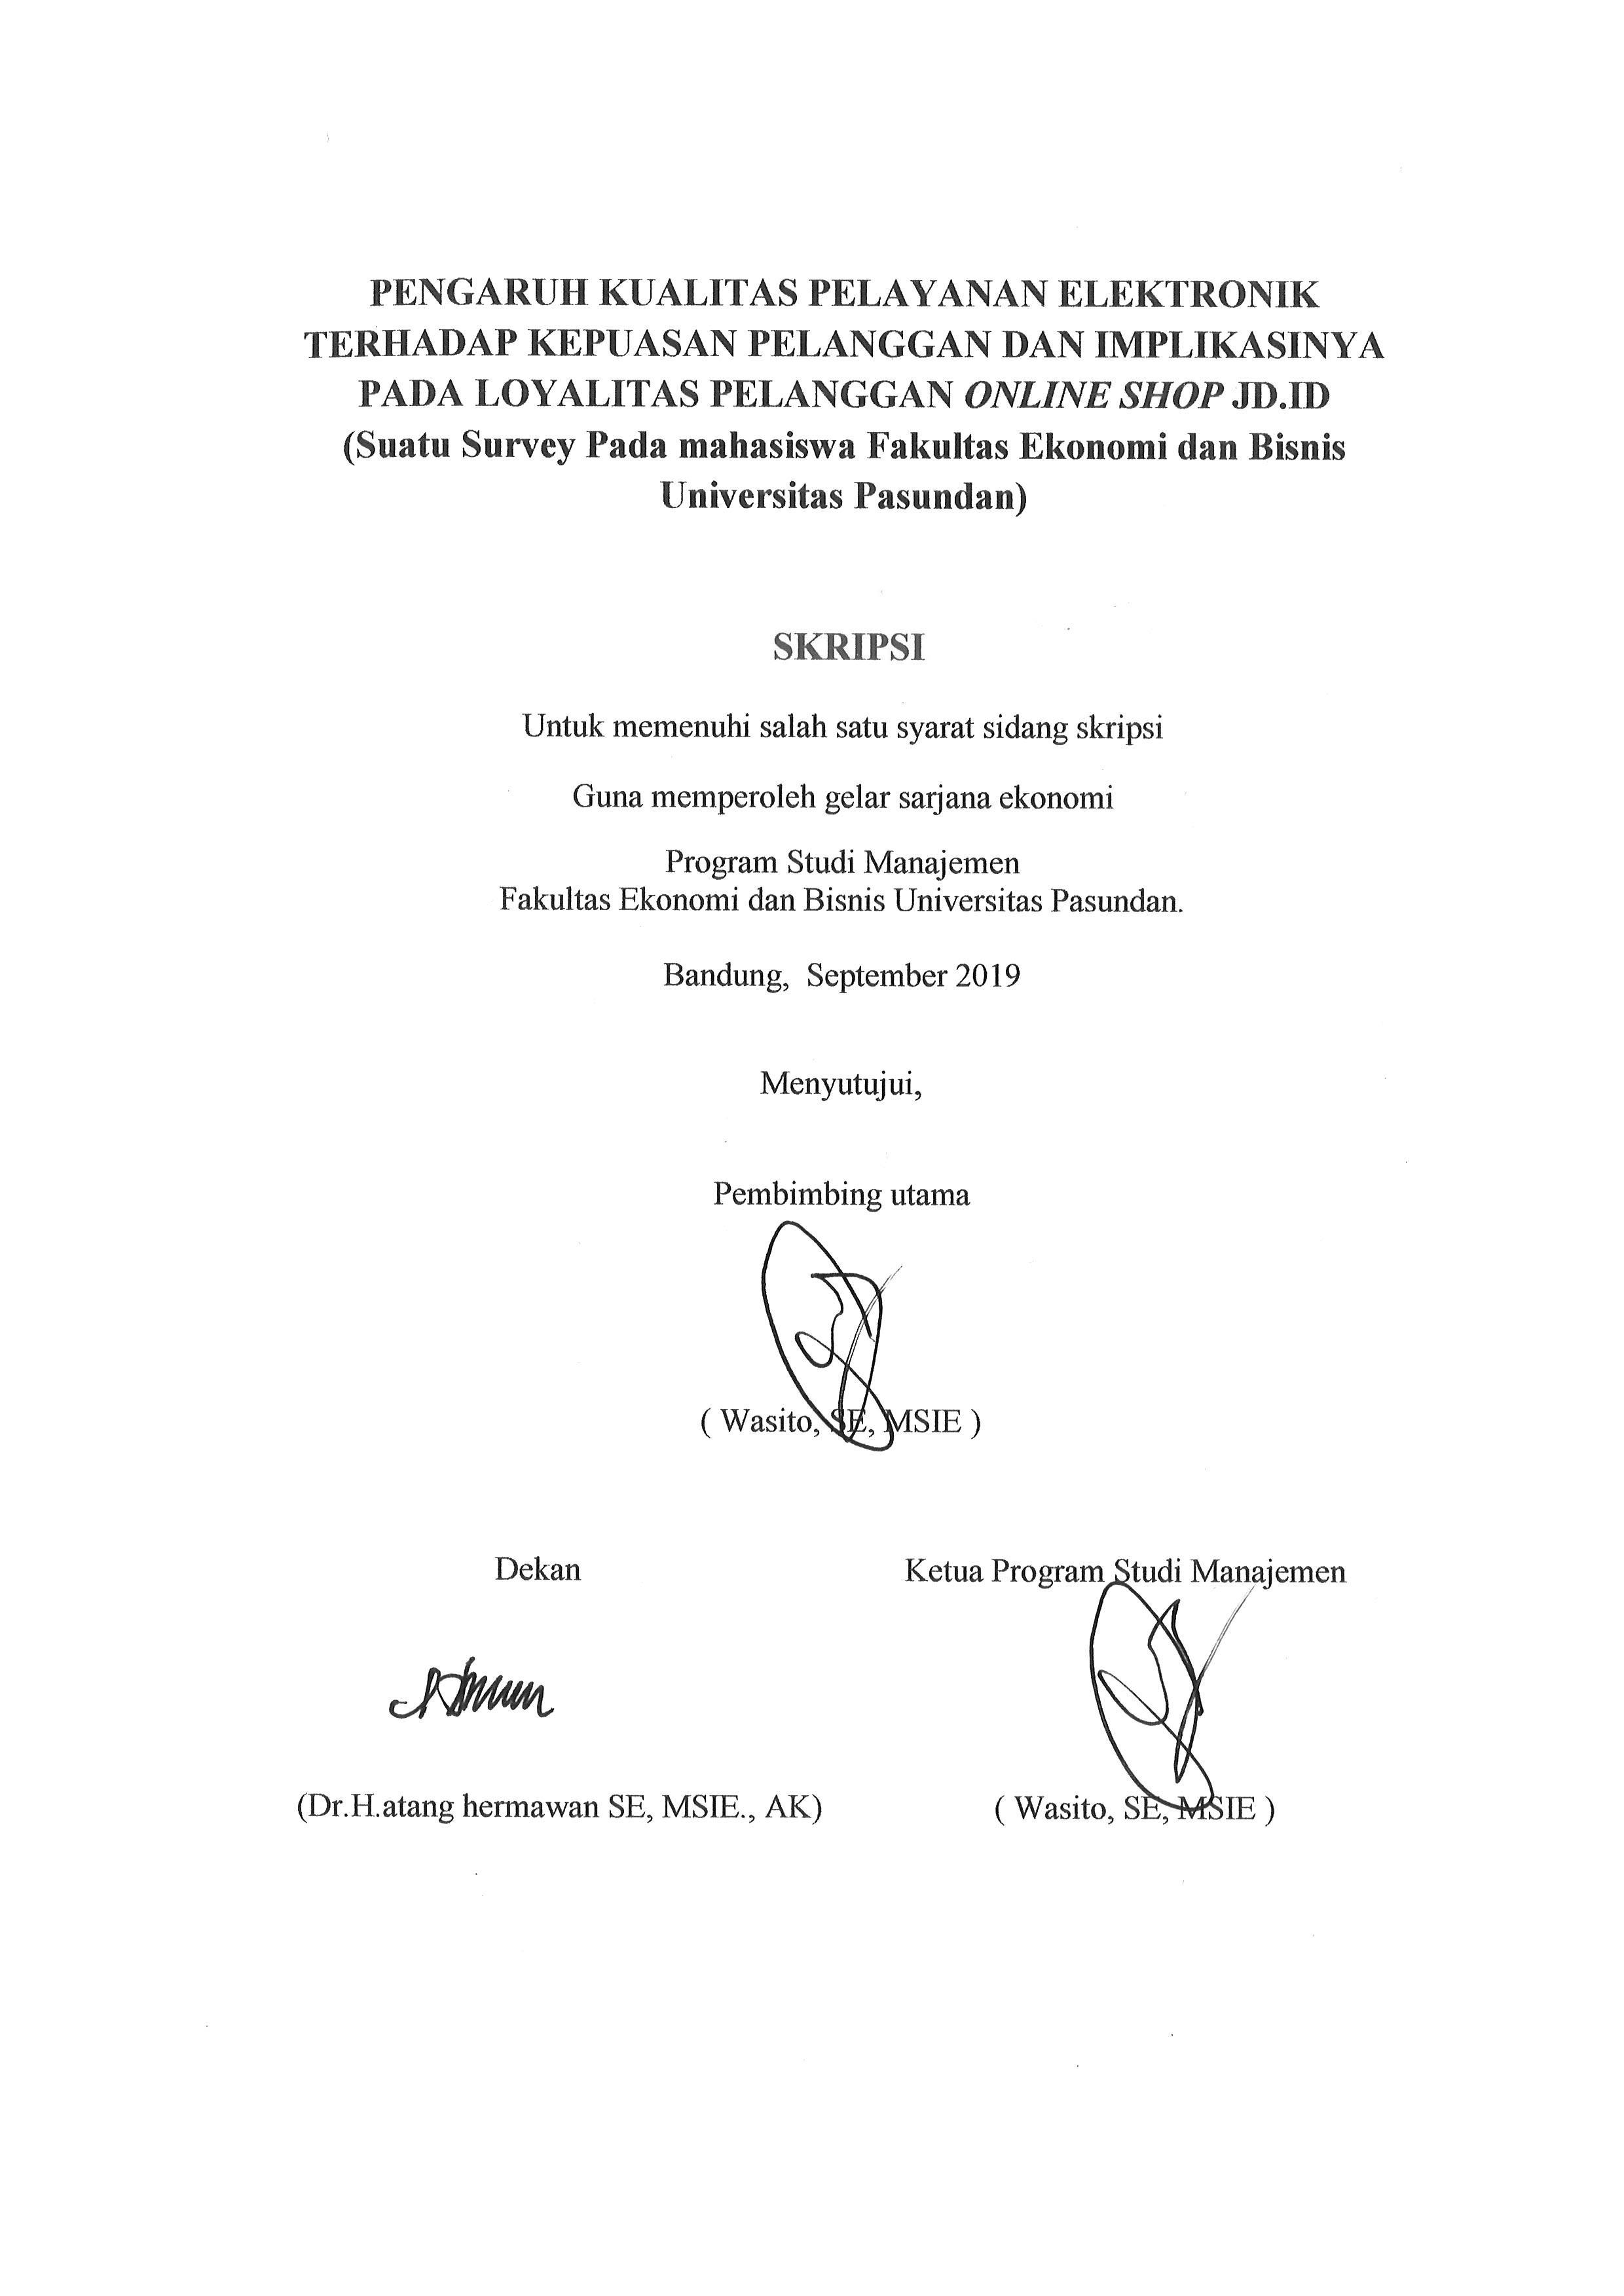 PENGARUH KUALITAS PELAYANAN ELEKTRONIK
TERHADAP KEPUASAN PELANGGAN DAN IMPLIKASINYA
PADA LOYALITAS PELANGGAN ONLINE SHOP JD.ID
(Suatu Survey Pada mahasiswa Fakultas Ekonomi dan Bisnis
Universitas Pasundan)
SKRIPSI
Untuk memenuhi salah satu syarat sidang skripsi
Guna memperoleh gelar sarjana ekonomi
Program Studi Manajemen
Fakultas Ekonomi dan Bisnis Universitas Pasundan.
Bandung,  September 2019
Menyutujui,
Pembimbing utama
( Wasito, SE, MSIE )
Dekan
Ketua Program Studi Manajemen
(Dr.H.atang hermawan SE, MSIE., AK)
( Wasito, SE, MSIE )